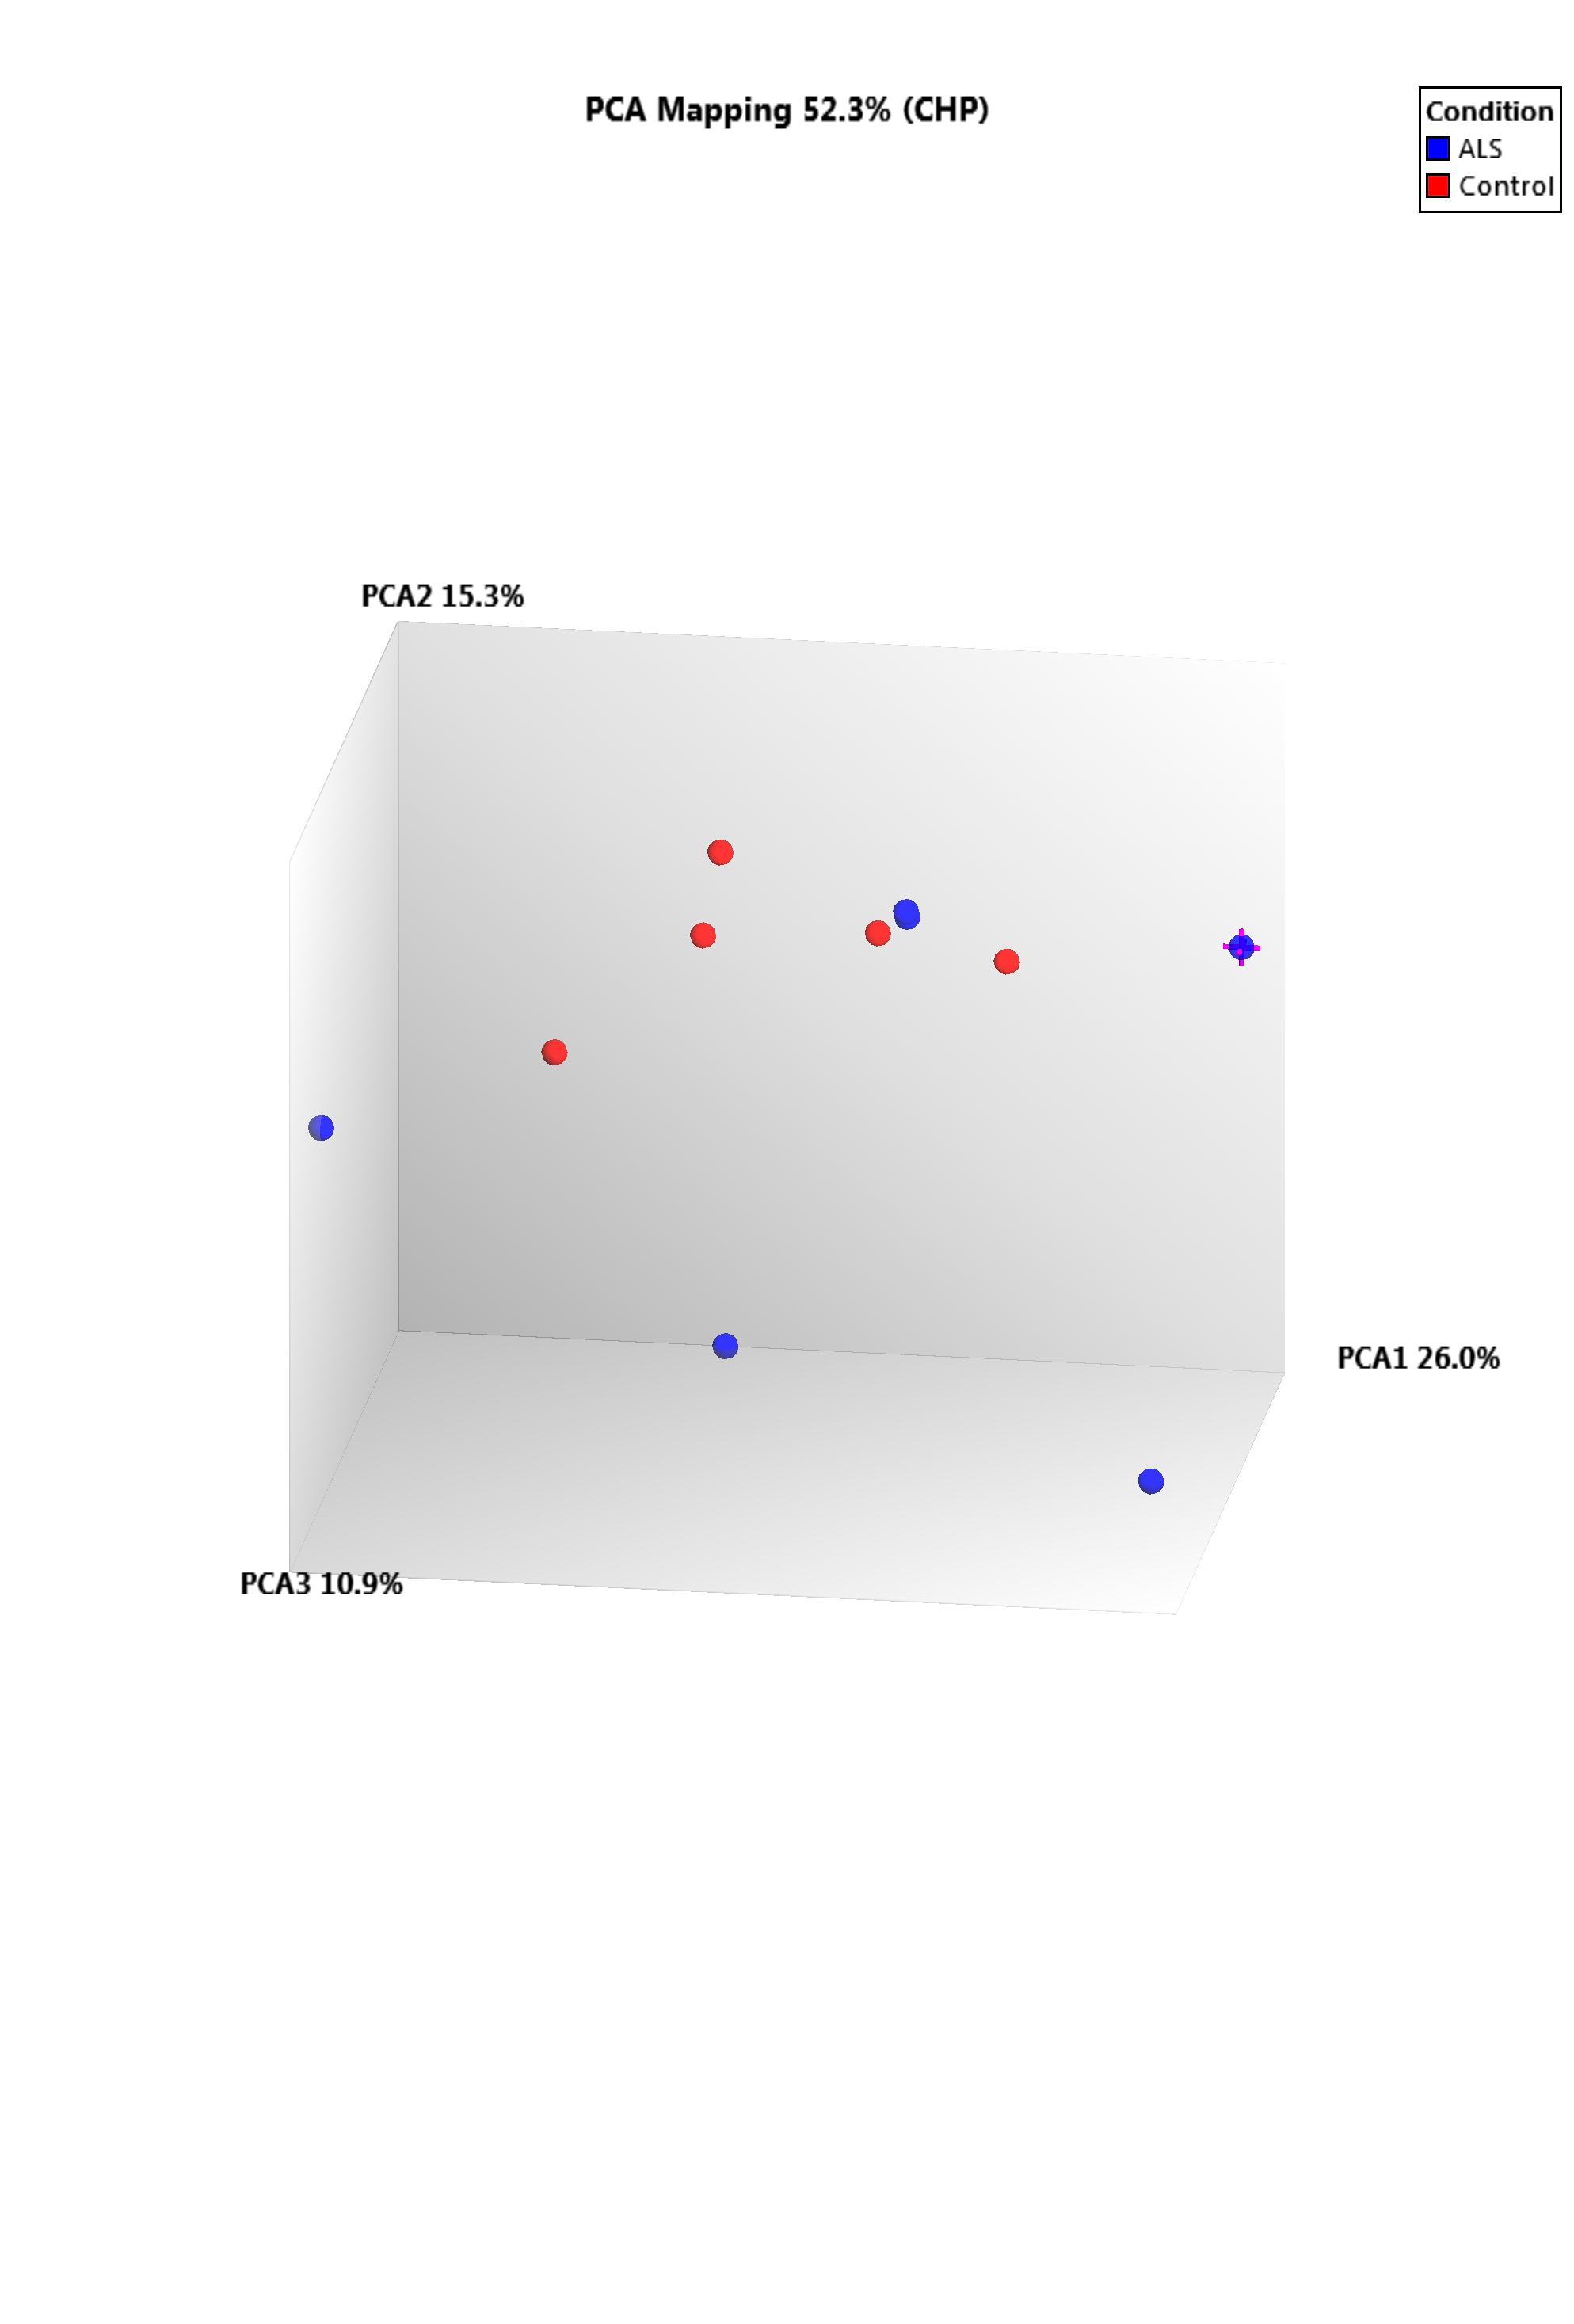 PCA Mapping 52.3% (CHP)
Condition
ALS
Control
PCA2 15.3%
PCA1 26.0%
PCA3 10.9%